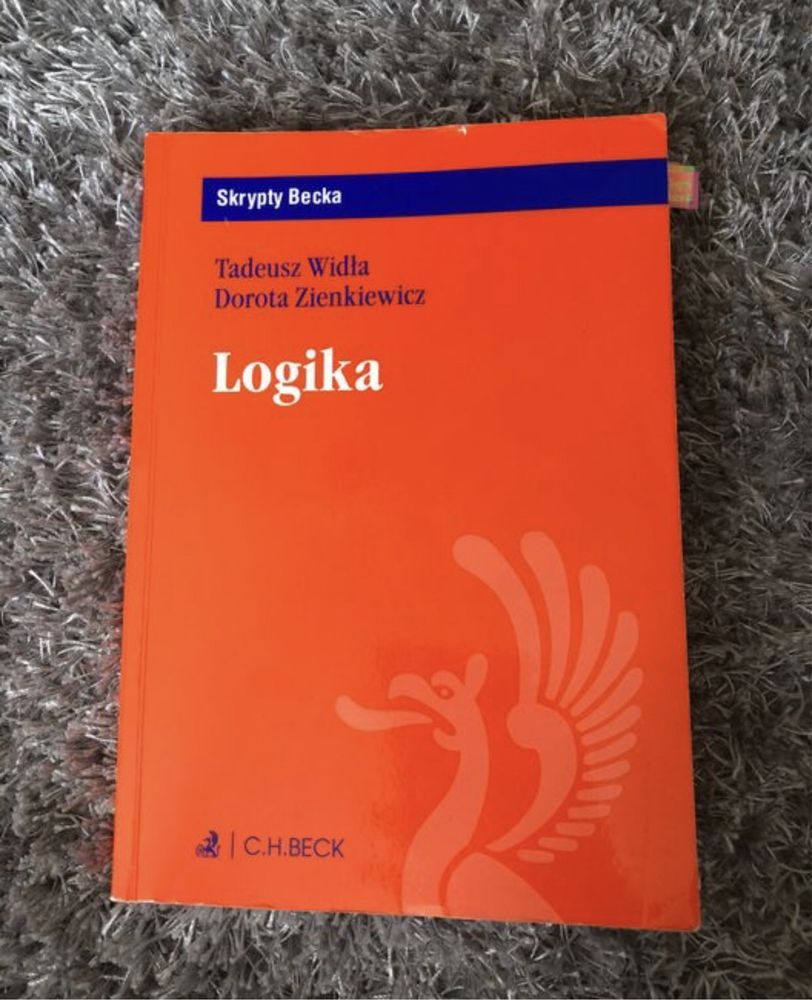 Skrypty Becka
Tadeusz Widła
Dorota Zienkiewicz
Logika
C.H.BECK